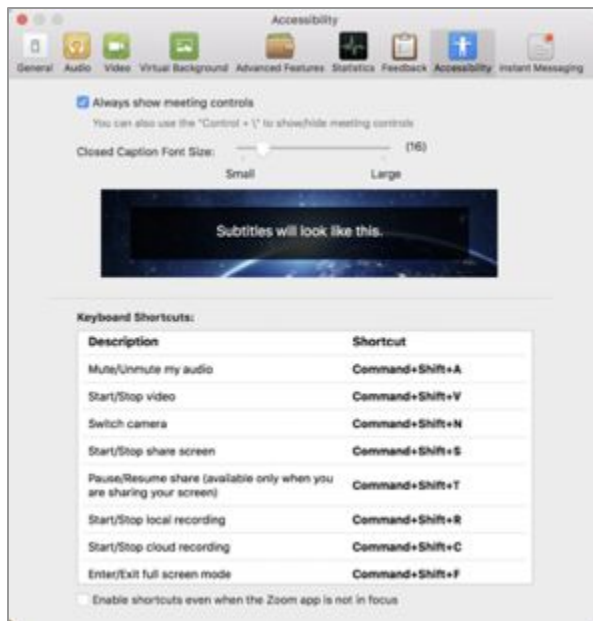 Accessibility
General Audio Video Virtual Background Advanced Features Statistics Feedback Accessibility Instant Messaging
Always show meeting controls
You can also use the "Control + \" to show/hide meeting controls
Closed Caption Font Size: (16)
Small Large
Subtitles will look like this.
Keyboard Shortcuts:
Description Shortcut
Mute/Unmute my audio Command+Shift+A
Start/Stop video Command+Shift+V
Switch camera Command+Shift+N
Start/Stop share screen Command+Shift+S
Pause/Resume share (available only when you
are sharing your screen) Command+Shift+T
Start/Stop local recording Command+Shift+R
Start/Stop cloud recording Command+Shift+C
Enter/Exit full screen mode Command+Shift+F
Enable shortcuts even when the Zoom app is not in focus